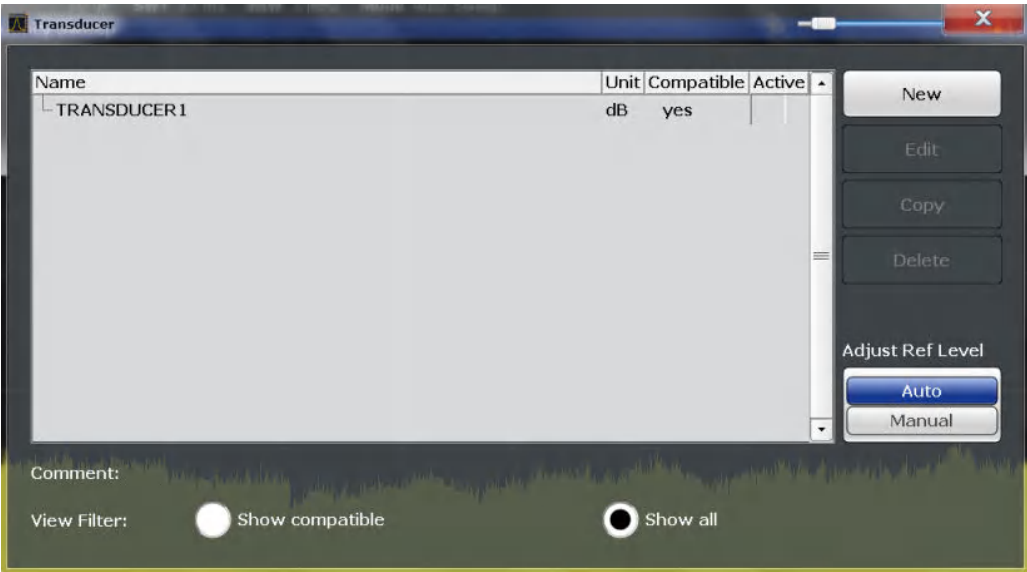 Transducer
Name Unit Compatible Active
TRANSDUCER1 dB yes
New
Edit
Copy
Delete
Adjust Ref Level
Auto
Manual
Comment:
View Filter: Show compatible Show all